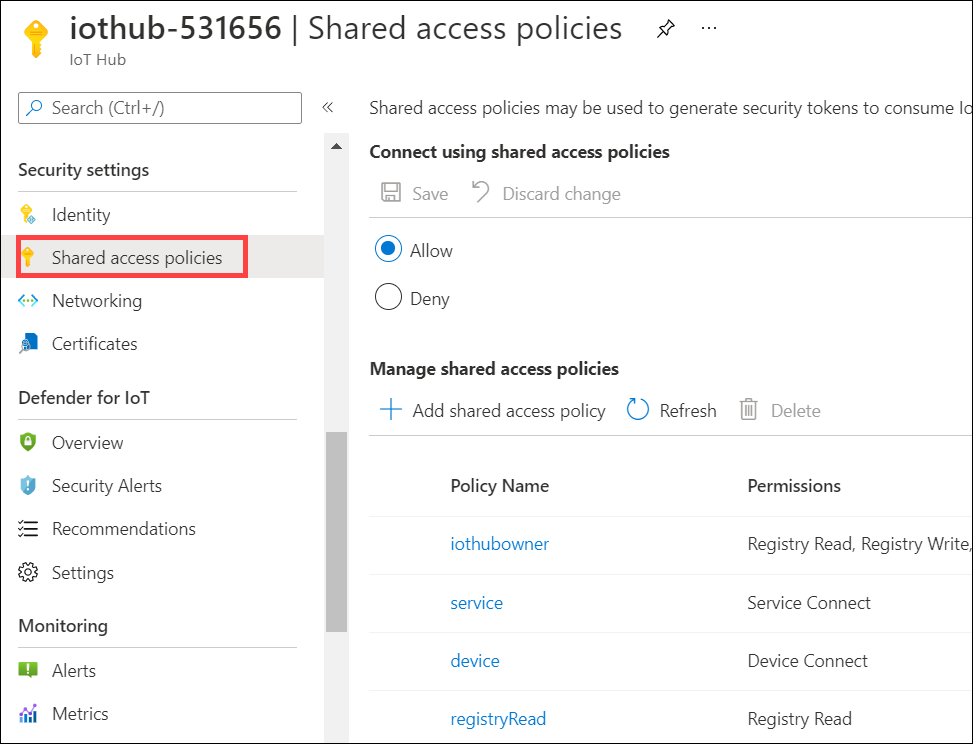 iothub-531656 | Shared access policies ...
IoT Hub
Search (Ctrl+/) «
Security settings
Identity
Shared access policies
Networking
Certificates
Defender for IoT
Overview
Security Alerts
Recommendations
Settings
Monitoring
Alerts
Metrics
Shared access policies may be used to generate security tokens to consume Io
Connect using shared access policies
Save Discard change
Allow
Deny
Manage shared access policies
Add shared access policy Refresh Delete
Policy Name Permissions
iothubowner Registry Read, Registry Write,
service Service Connect
device Device Connect
registryRead Registry Read